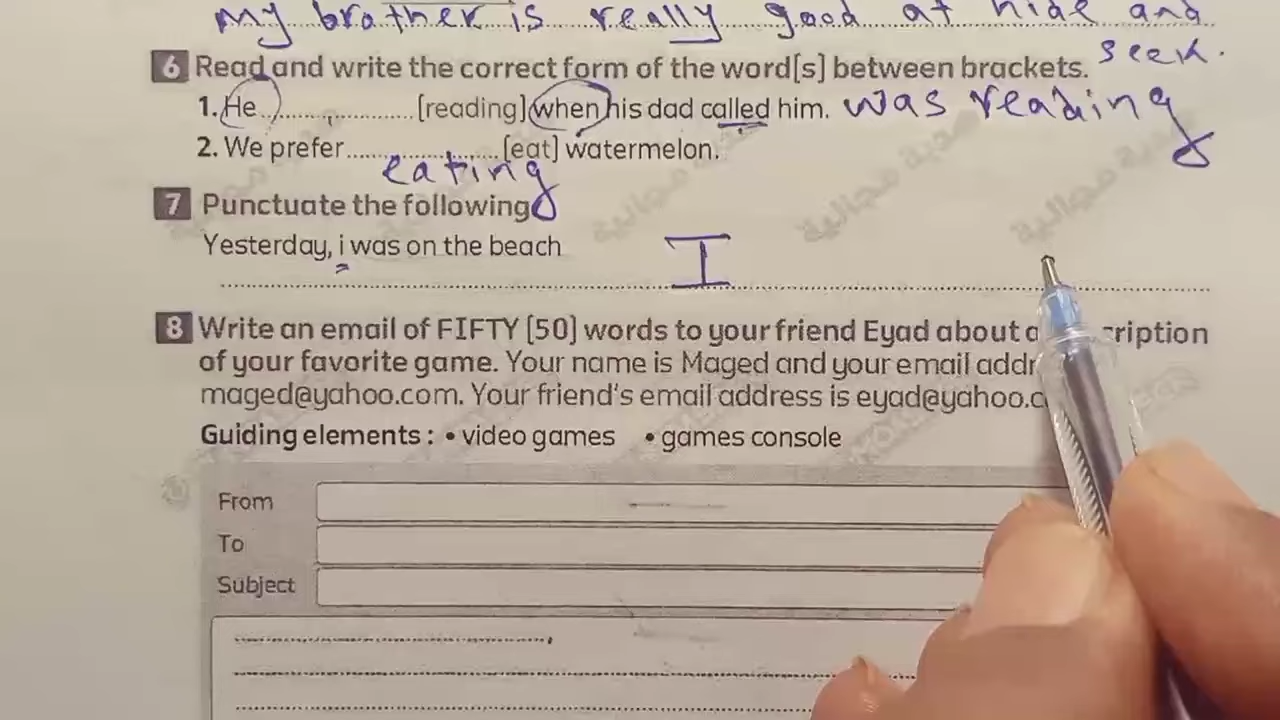 My brother is really good at hide and
seek.
6 Read and write the correct form of the word[s] between brackets.
1. He .................... [reading] when his dad called him. was reading
2. We prefer .................... [eat] watermelon.
eating
7 Punctuate the following
Yesterday, i was on the beach
I
8 Write an email of FIFTY [50] words to your friend Eyad about a
of your favorite game. Your name is Maged and your email
maged@yahoo.com. Your friend's email address is
Guiding elements : • video games • games console
From
To
Subject